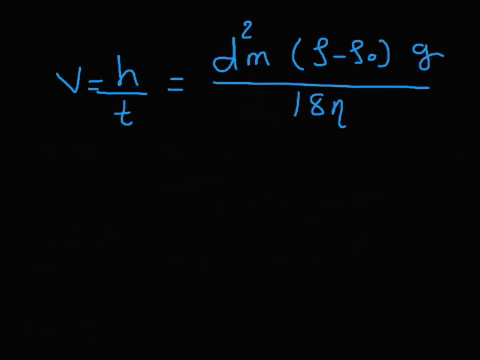 V = h/t = d²m (ρ-ρ₀) g / 18η